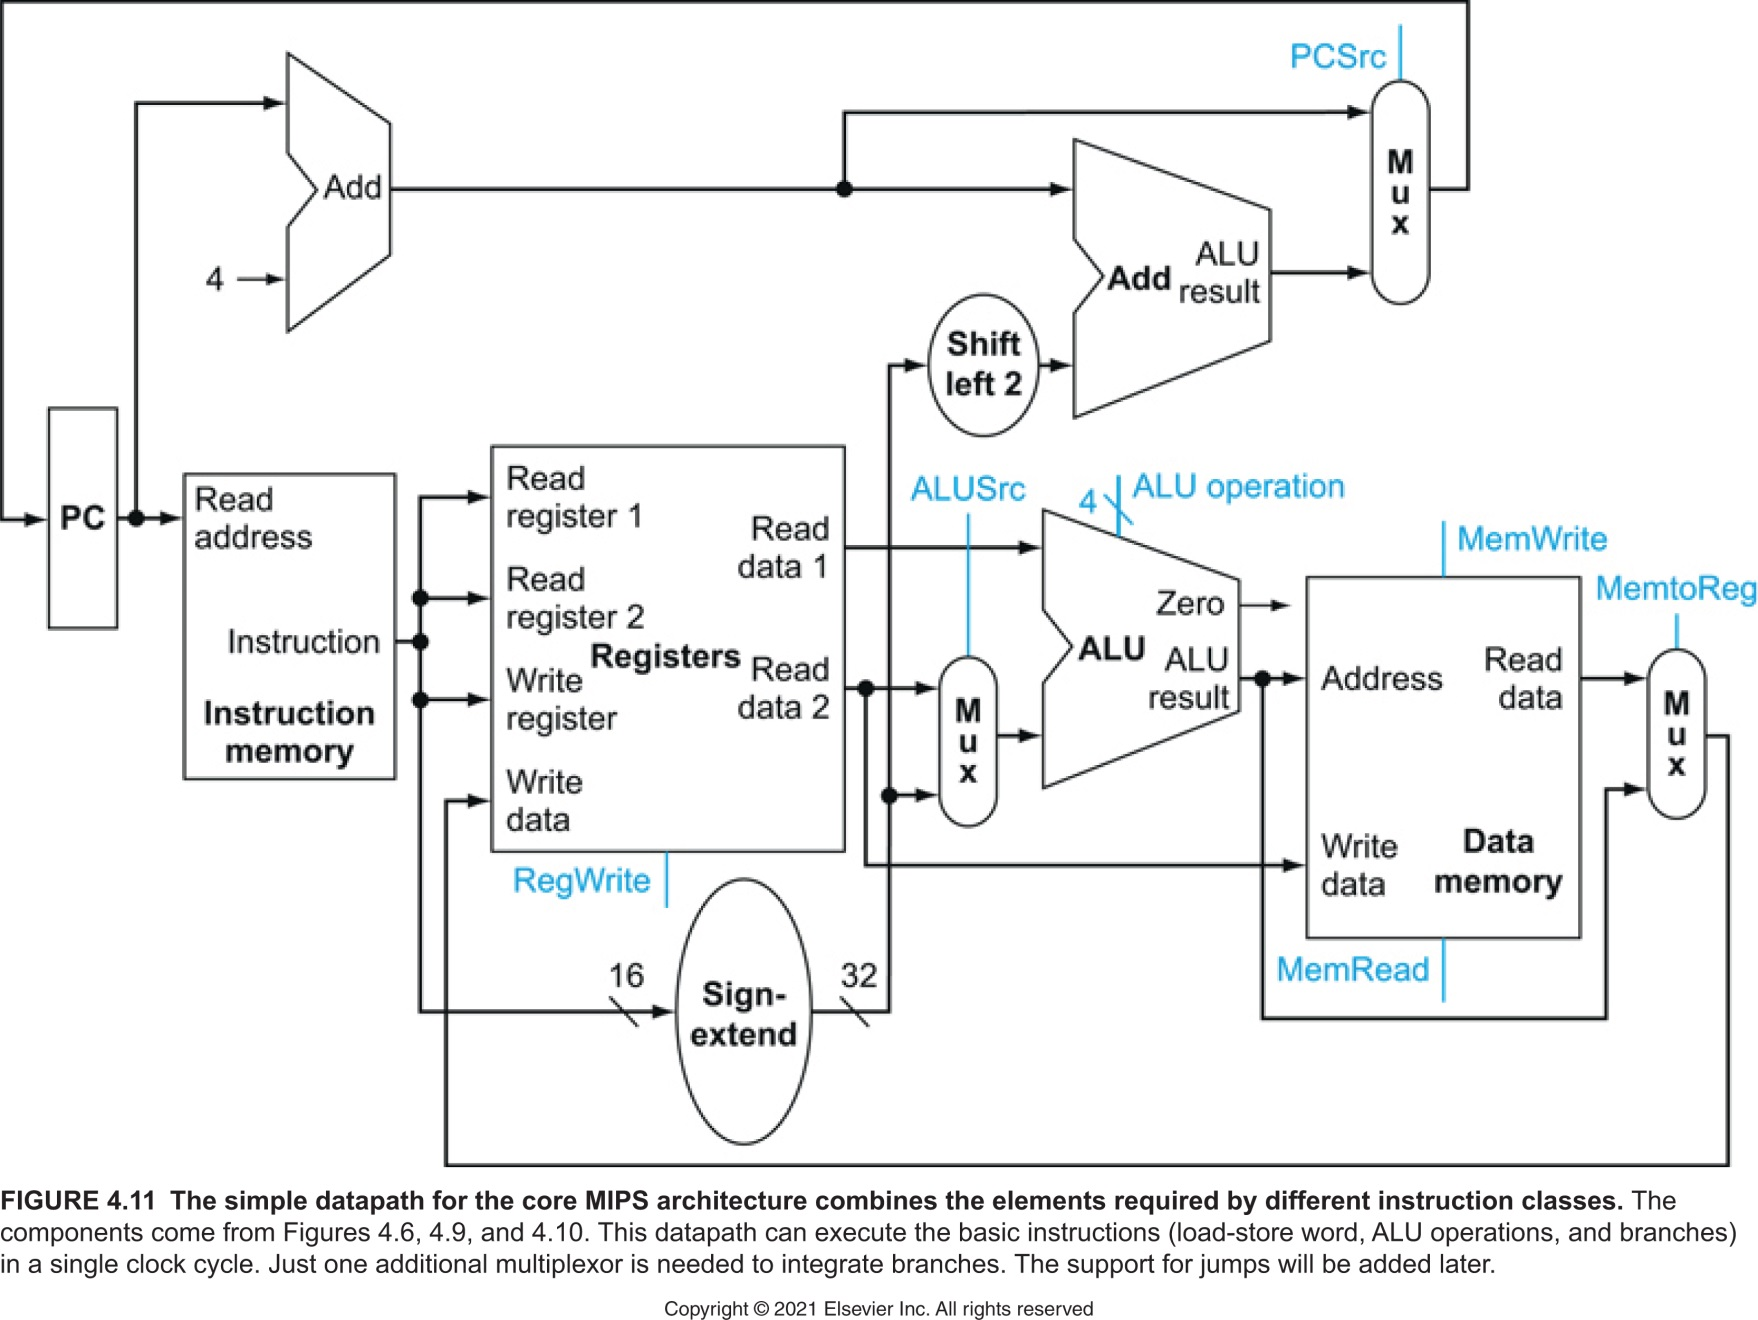 PCSrc
M
u
x
Add
4
Add
ALU
result
Shift
left 2
PC
Read
address
Instruction
Instruction
memory
Read
register 1
Read
register 2
Write
register
Write
data
Registers
Read
data 1
Read
data 2
RegWrite
16
Sign-
extend
32
ALUSrc
M
u
x
4
ALU operation
Zero
ALU
ALU
result
MemWrite
Address
Read
data
Write
data
Data
memory
MemRead
MemtoReg
M
u
x
FIGURE 4.11 The simple datapath for the core MIPS architecture combines the elements required by different instruction classes. The
components come from Figures 4.6, 4.9, and 4.10. This datapath can execute the basic instructions (load-store word, ALU operations, and branches)
in a single clock cycle. Just one additional multiplexor is needed to integrate branches. The support for jumps will be added later.
Copyright © 2021 Elsevier Inc. All rights reserved